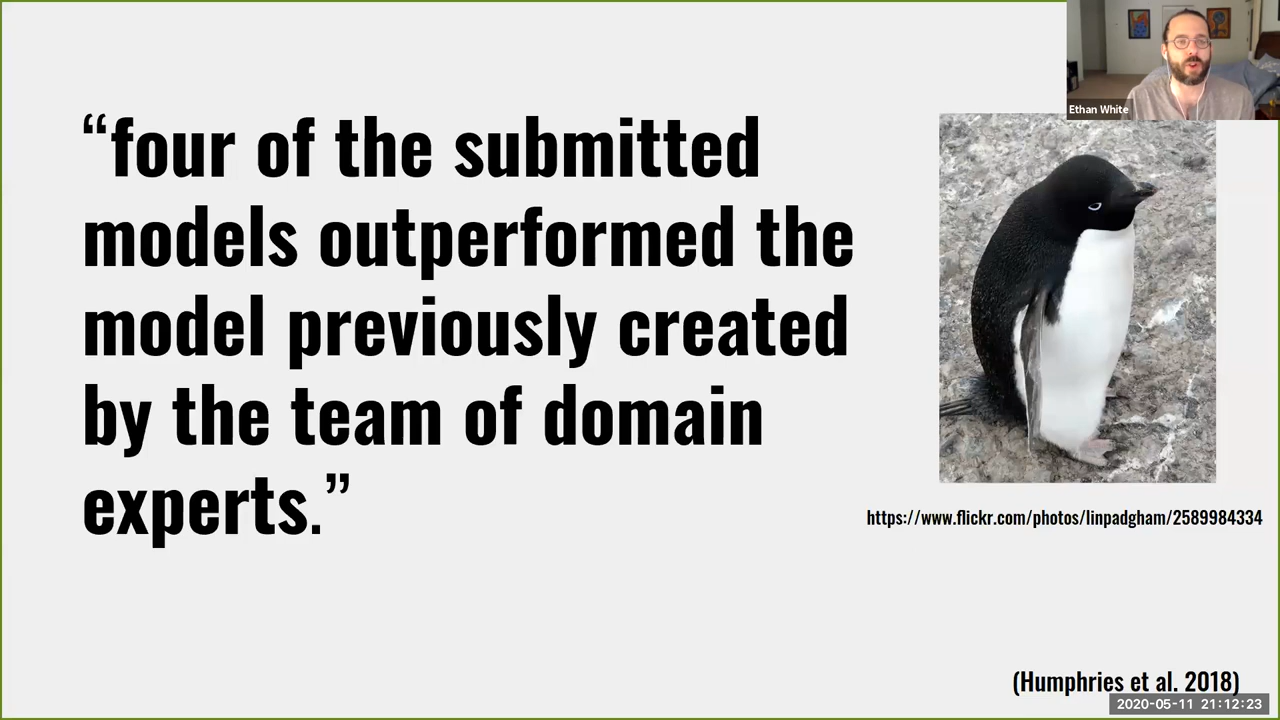 Ethan White
“four of the submitted
models outperformed the
model previously created
by the team of domain
experts.”
https://www.flickr.com/photos/linpadgham/2589984334
(Humphries et al. 2018)
2020-05-11 21:12:23